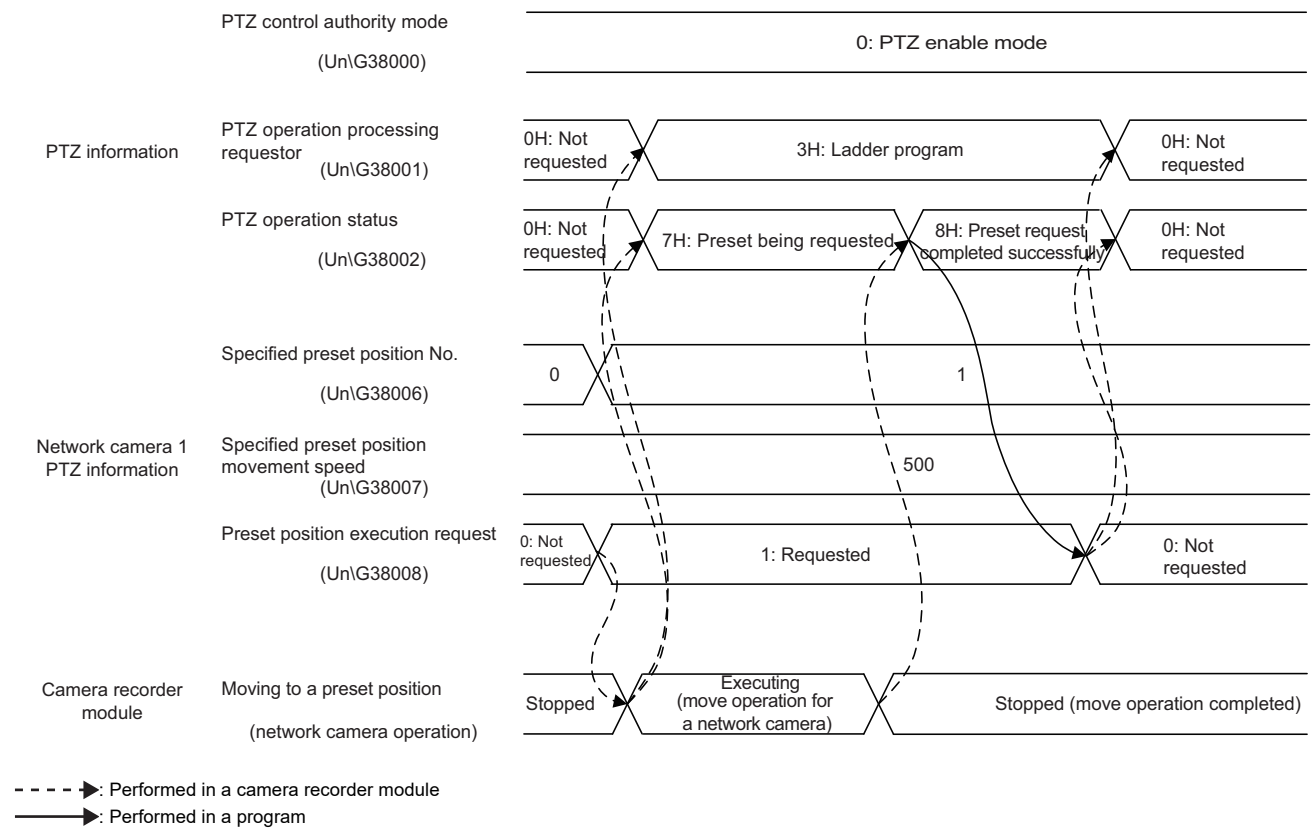 PTZ control authority mode
(Un\G38000)
0: PTZ enable mode
PTZ information
PTZ operation processing
requestor
(Un\G38001)
0H: Not
requested
3H: Ladder program
0H: Not
requested
PTZ operation status
(Un\G38002)
0H: Not
requested
7H: Preset being requested
8H: Preset request
completed successfully
0H: Not
requested
Specified preset position No.
(Un\G38006)
0
1
Network camera 1
PTZ information
Specified preset position
movement speed
(Un\G38007)
500
Preset position execution request
(Un\G38008)
0: Not
requested
1: Requested
0: Not
requested
Camera recorder
module
Moving to a preset position
(network camera operation)
Stopped
Executing
(move operation for
a network camera)
Stopped (move operation completed)
: Performed in a camera recorder module
: Performed in a program